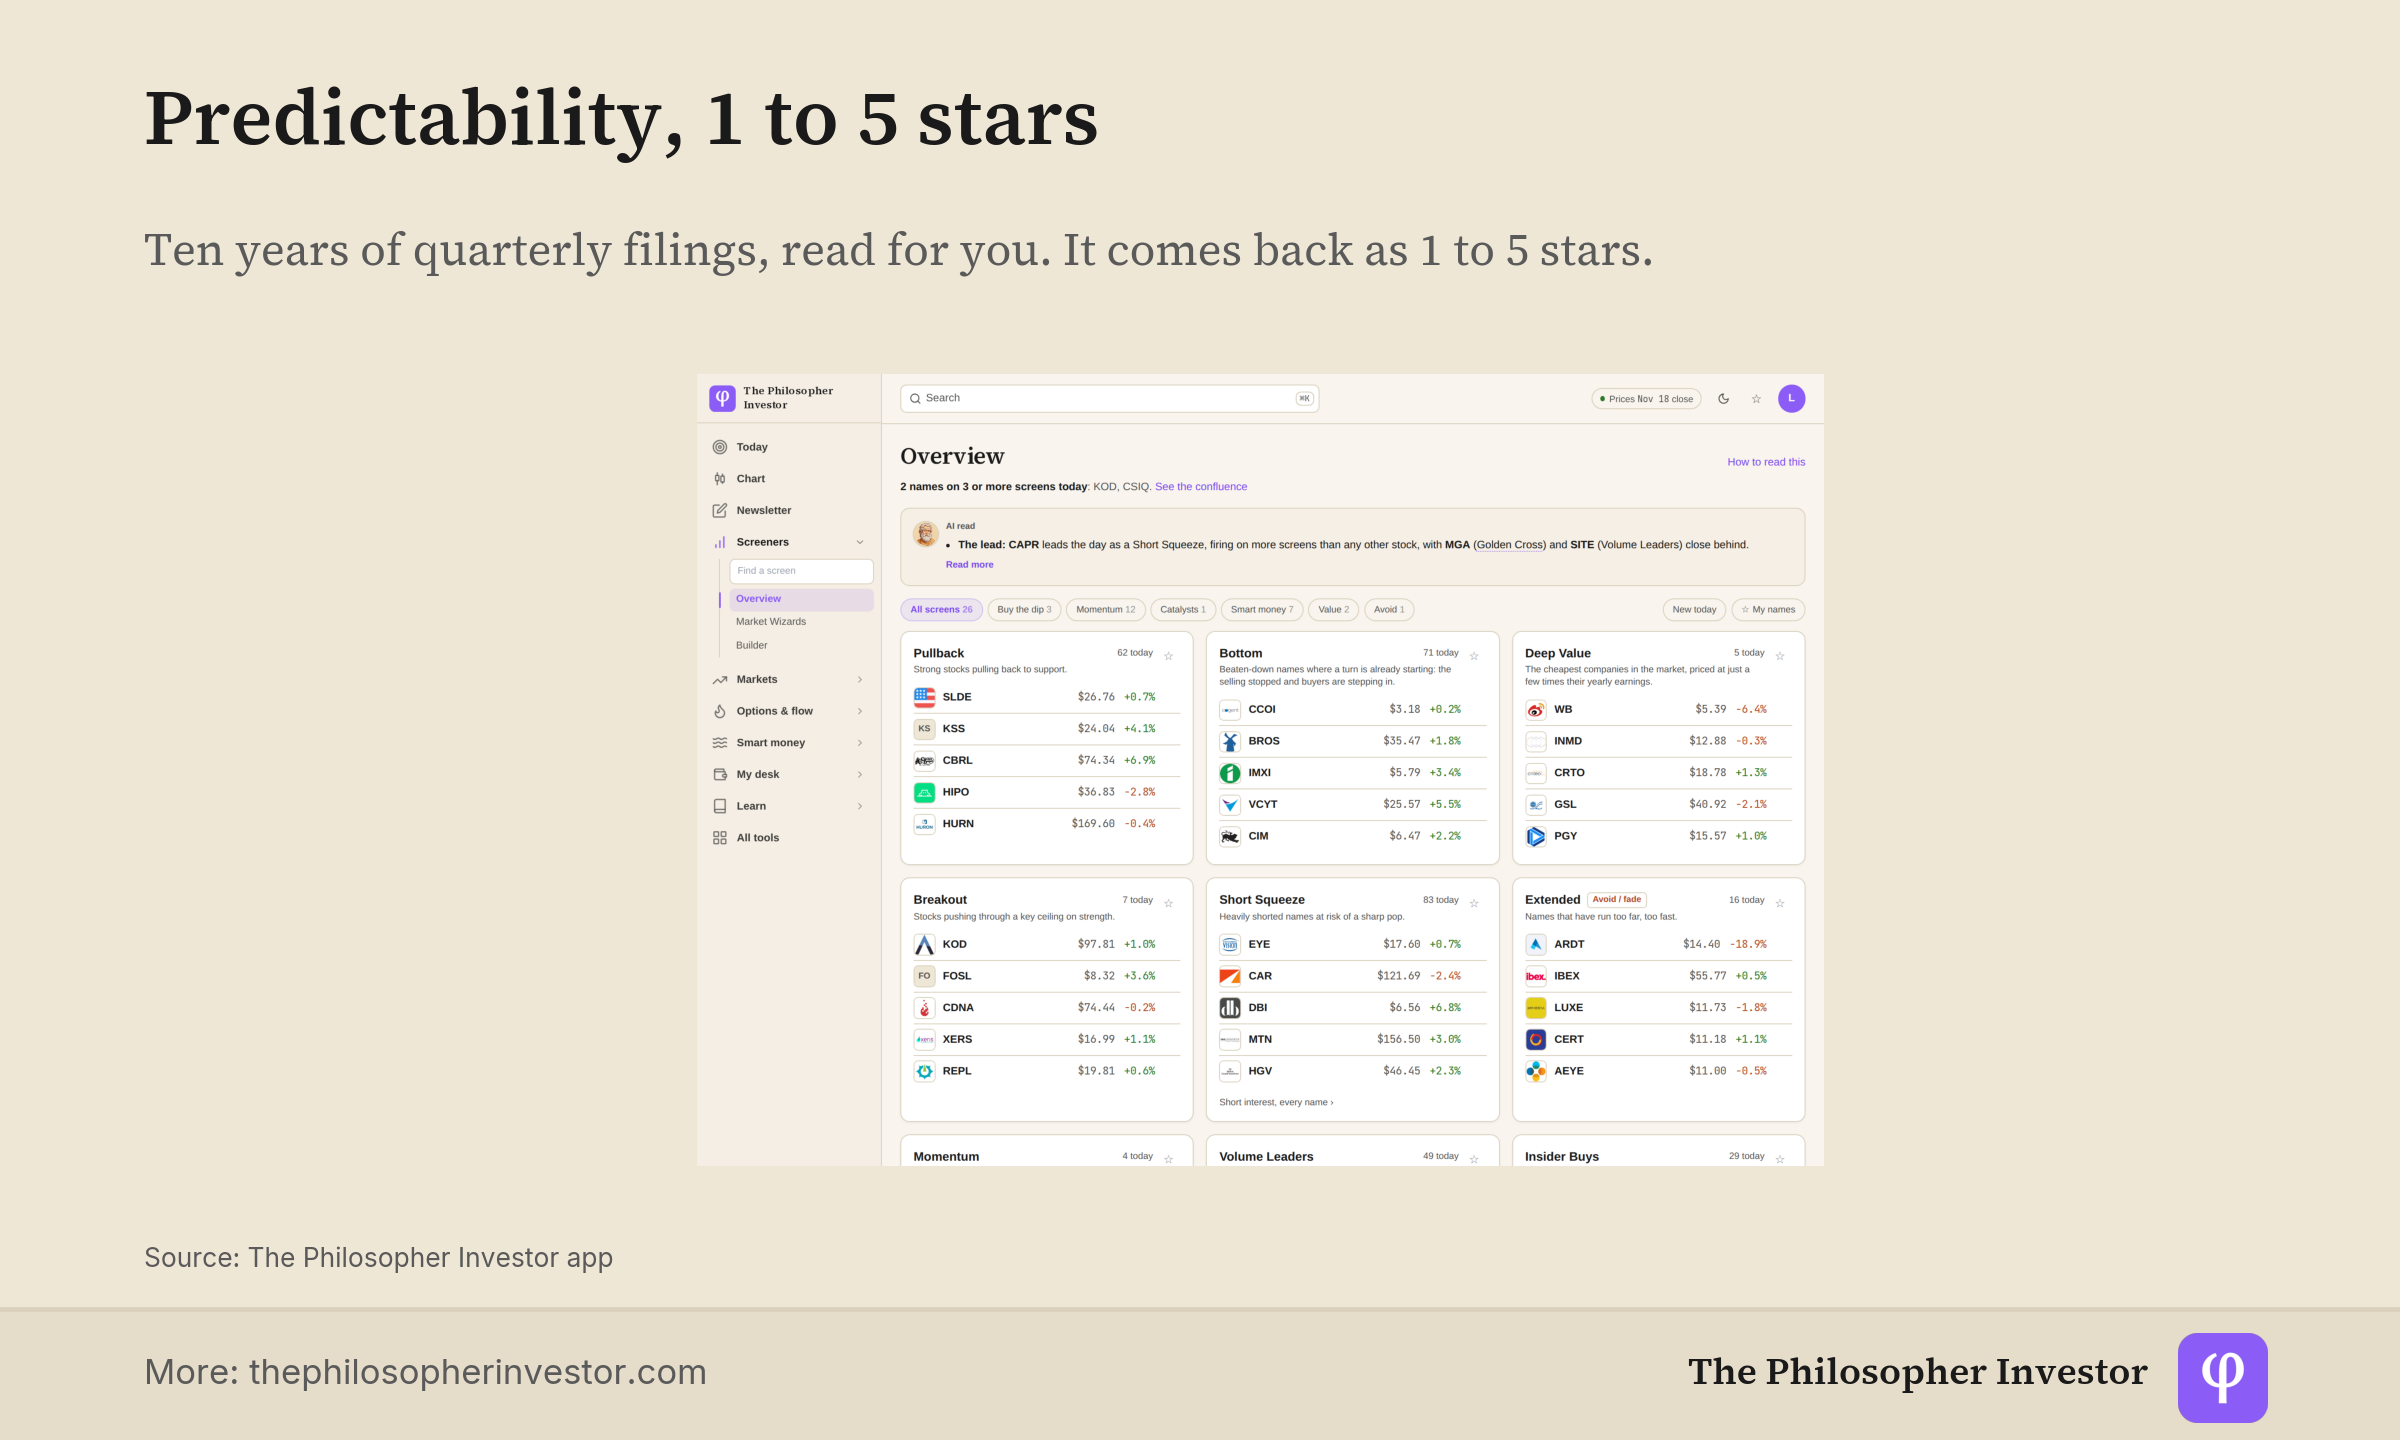 Predictability, 1 to 5 stars
Ten years of quarterly filings, read for you. It comes back as 1 to 5 stars.
The Philosopher
Investor
Search
⌘K
Prices Nov 18 close
L
Today
Chart
Newsletter
Screeners
Find a screen
Overview
Market Wizards
Builder
Markets
Options & flow
Smart money
My desk
Learn
All tools
Overview
How to read this
2 names on 3 or more screens today: KOD, CSIQ. See the confluence
AI read
• The lead: CAPR leads the day as a Short Squeeze, firing on more screens than any other stock, with MGA (Golden Cross) and SITE (Volume Leaders) close behind.
Read more
All screens 26 Buy the dip 3 Momentum 12 Catalysts 1 Smart money 7 Value 2 Avoid 1 New today ☆ My names
Pullback 62 today
Strong stocks pulling back to support.
SLDE $26.76 +0.7%
KS KSS $24.04 +4.1%
CBRL $74.34 +6.9%
HIPO $36.83 -2.8%
HURON HURN $169.60 -0.4%
Bottom 71 today
Beaten-down names where a turn is already starting: the
selling stopped and buyers are stepping in.
CCOI $3.18 +0.2%
BROS $35.47 +1.8%
IMXI $5.79 +3.4%
VCYT $25.57 +5.5%
CIM $6.47 +2.2%
Deep Value 5 today
The cheapest companies in the market, priced at just a
few times their yearly earnings.
WB $5.39 -6.4%
INMD $12.88 -0.3%
CRTO $18.78 +1.3%
GSL $40.92 -2.1%
PGY $15.57 +1.0%
Breakout 7 today
Stocks pushing through a key ceiling on strength.
KOD $97.81 +1.0%
FO FOSL $8.32 +3.6%
CDNA $74.44 -0.2%
xeris XERS $16.99 +1.1%
REPL $19.81 +0.6%
Short Squeeze 83 today
Heavily shorted names at risk of a sharp pop.
EYE $17.60 +0.7%
CAR $121.69 -2.4%
DBI $6.56 +6.8%
MTN $156.50 +3.0%
HGV $46.45 +2.3%
Short interest, every name ›
Extended Avoid / fade 16 today
Names that have run too far, too fast.
ARDT $14.40 -18.9%
ibex. IBEX $55.77 +0.5%
LUXE $11.73 -1.8%
CERT $11.18 +1.1%
AEYE $11.00 -0.5%
Momentum 4 today
Volume Leaders 49 today
Insider Buys 29 today
Source: The Philosopher Investor app
More: thephilosopherinvestor.com
The Philosopher Investor
φ